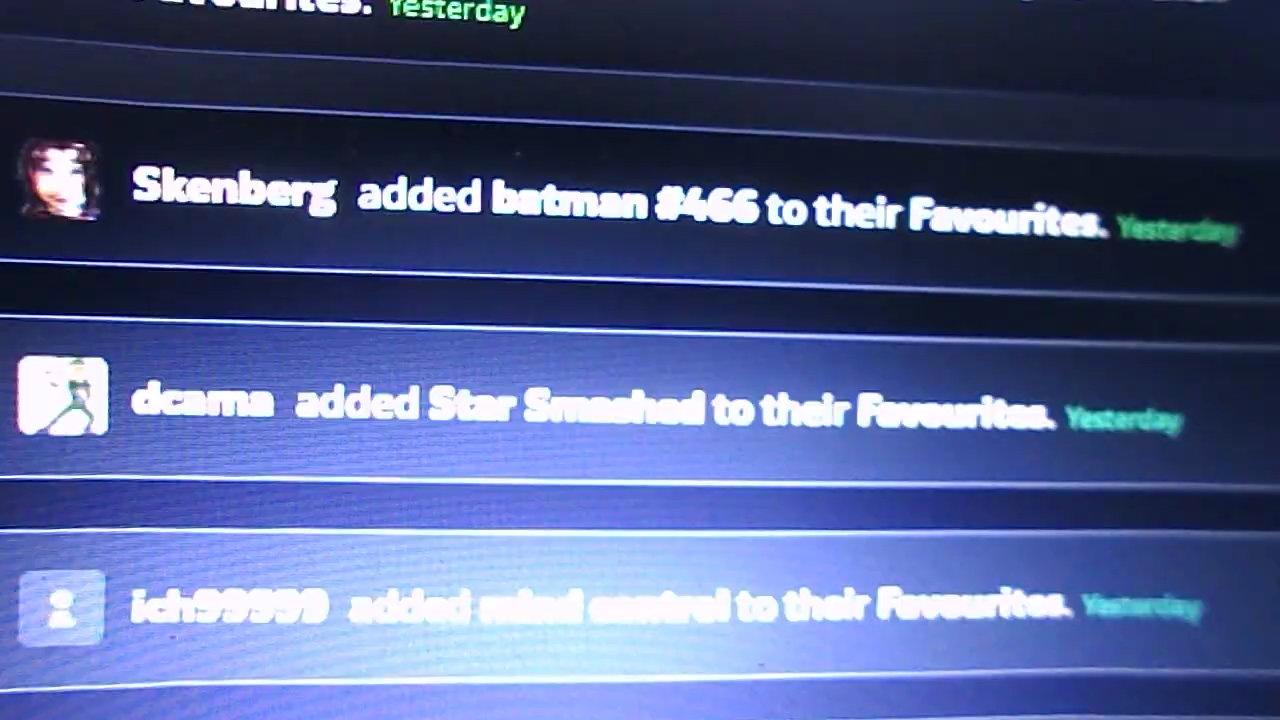 Favourites. Yesterday
Skenberg added batman #466 to their Favourites. Yesterday
dcama added Star Smashed to their Favourites. Yesterday
ich99999 added mind control to their Favourites. Yesterday